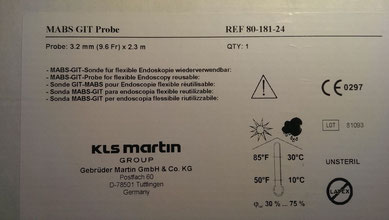 MABS GIT Probe REF 80-181-24
Probe: 3.2 mm (9.6 Fr) x 2.3 m QTY: 1
- MABS-GIT-Sonde für flexible Endoskopie wiederverwendbar:
- MABS-GIT-Probe for flexible Endoscopy reusable:
- Sonde GIT-MABS pour Endoscopie flexible réutilisable:
- Sonda MABS-GIT para endoscopia flexible reutilizable:
- Sonda MABS-GIT per endoscopia flossibile riutilizzabile:
CE 0297
LOT 81093
KLS martin
GROUP
Gebrüder Martin GmbH & Co. KG
Postfach 60
D-78501 Tuttlingen
Germany
85°F 30°C
50°F 10°C
UNSTERIL
LATEX
30 % ... 75 %